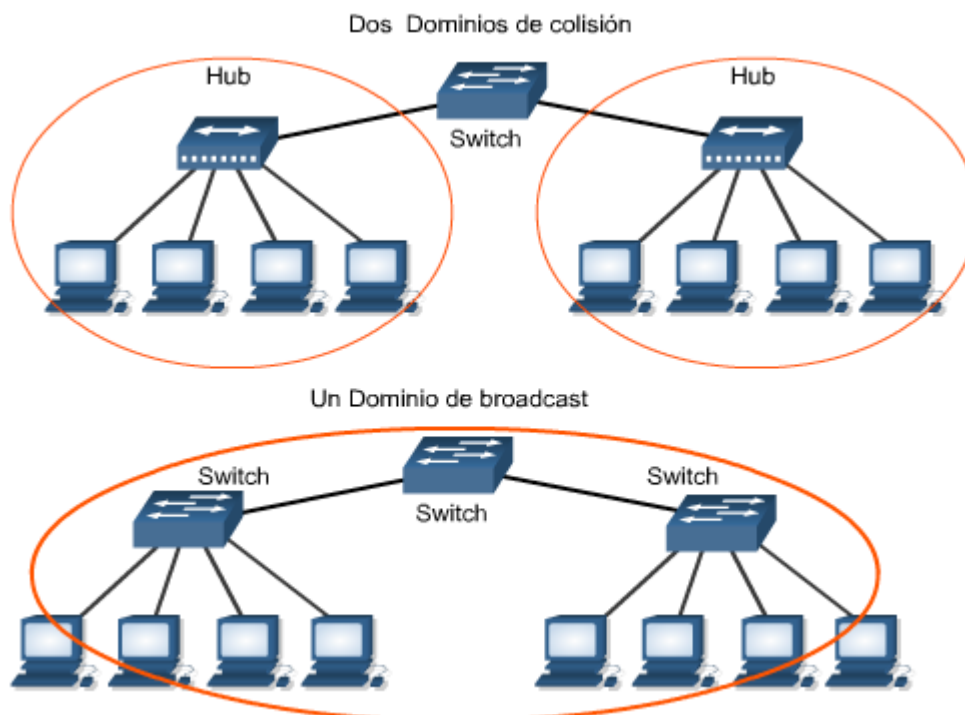 Dos Dominios de colisión
Hub
Hub
Switch
Un Dominio de broadcast
Switch
Switch
Switch